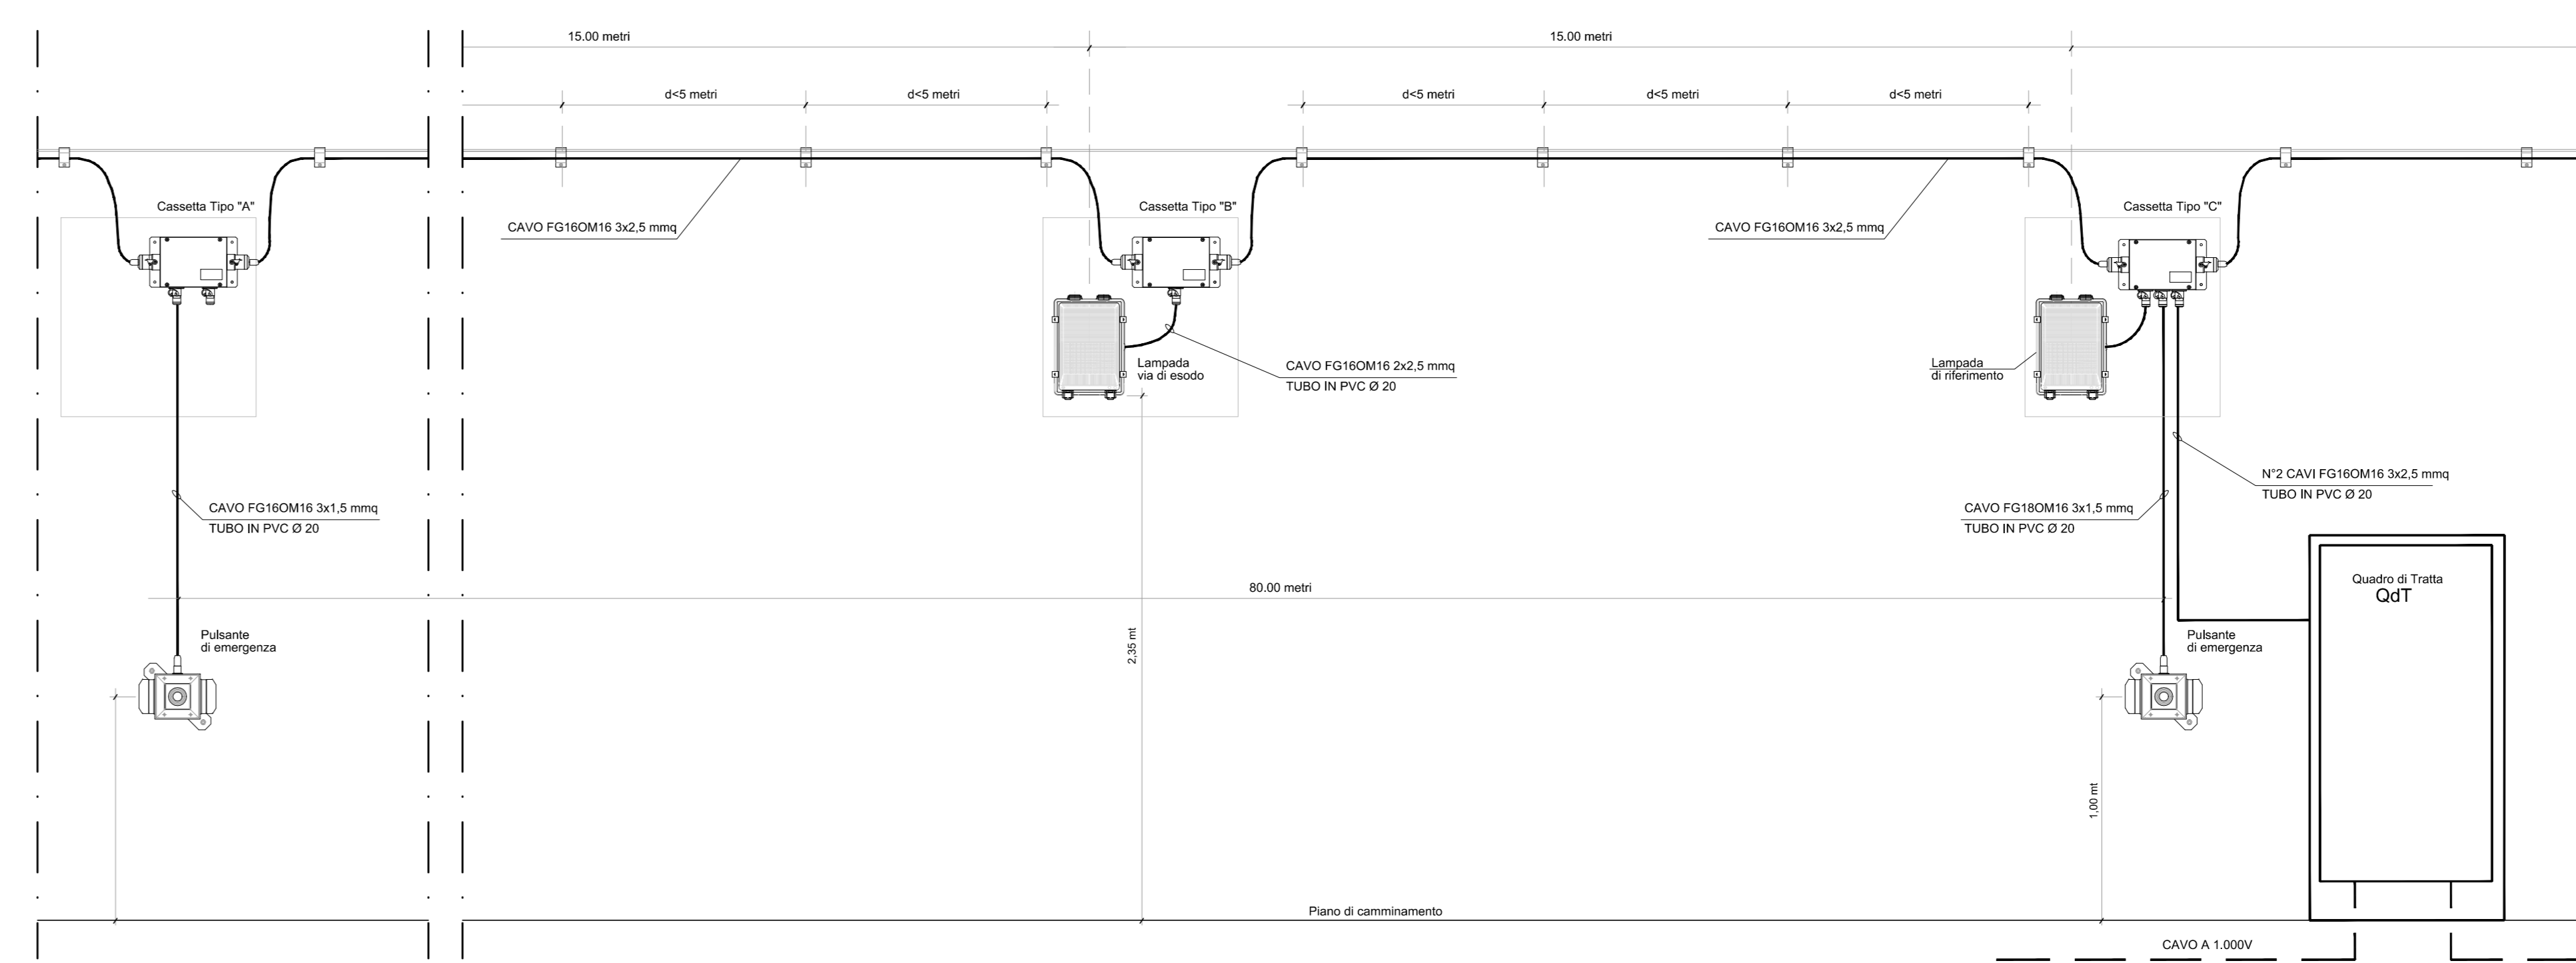 15.00 metri
15.00 metri
d<5 metri
d<5 metri
d<5 metri
d<5 metri
d<5 metri
Cassetta Tipo "A"
Cassetta Tipo "B"
Cassetta Tipo "C"
CAVO FG16OM16 3x2,5 mmq
CAVO FG16OM16 3x2,5 mmq
Lampada
via di esodo
CAVO FG16OM16 2x2,5 mmq
TUBO IN PVC Ø 20
Lampada
di riferimento
N°2 CAVI FG16OM16 3x2,5 mmq
TUBO IN PVC Ø 20
CAVO FG16OM16 3x1,5 mmq
TUBO IN PVC Ø 20
CAVO FG18OM16 3x1,5 mmq
TUBO IN PVC Ø 20
80.00 metri
Quadro di Tratta
QdT
Pulsante
di emergenza
2,35 mt
Pulsante
di emergenza
1,00 mt
Piano di camminamento
CAVO A 1.000V